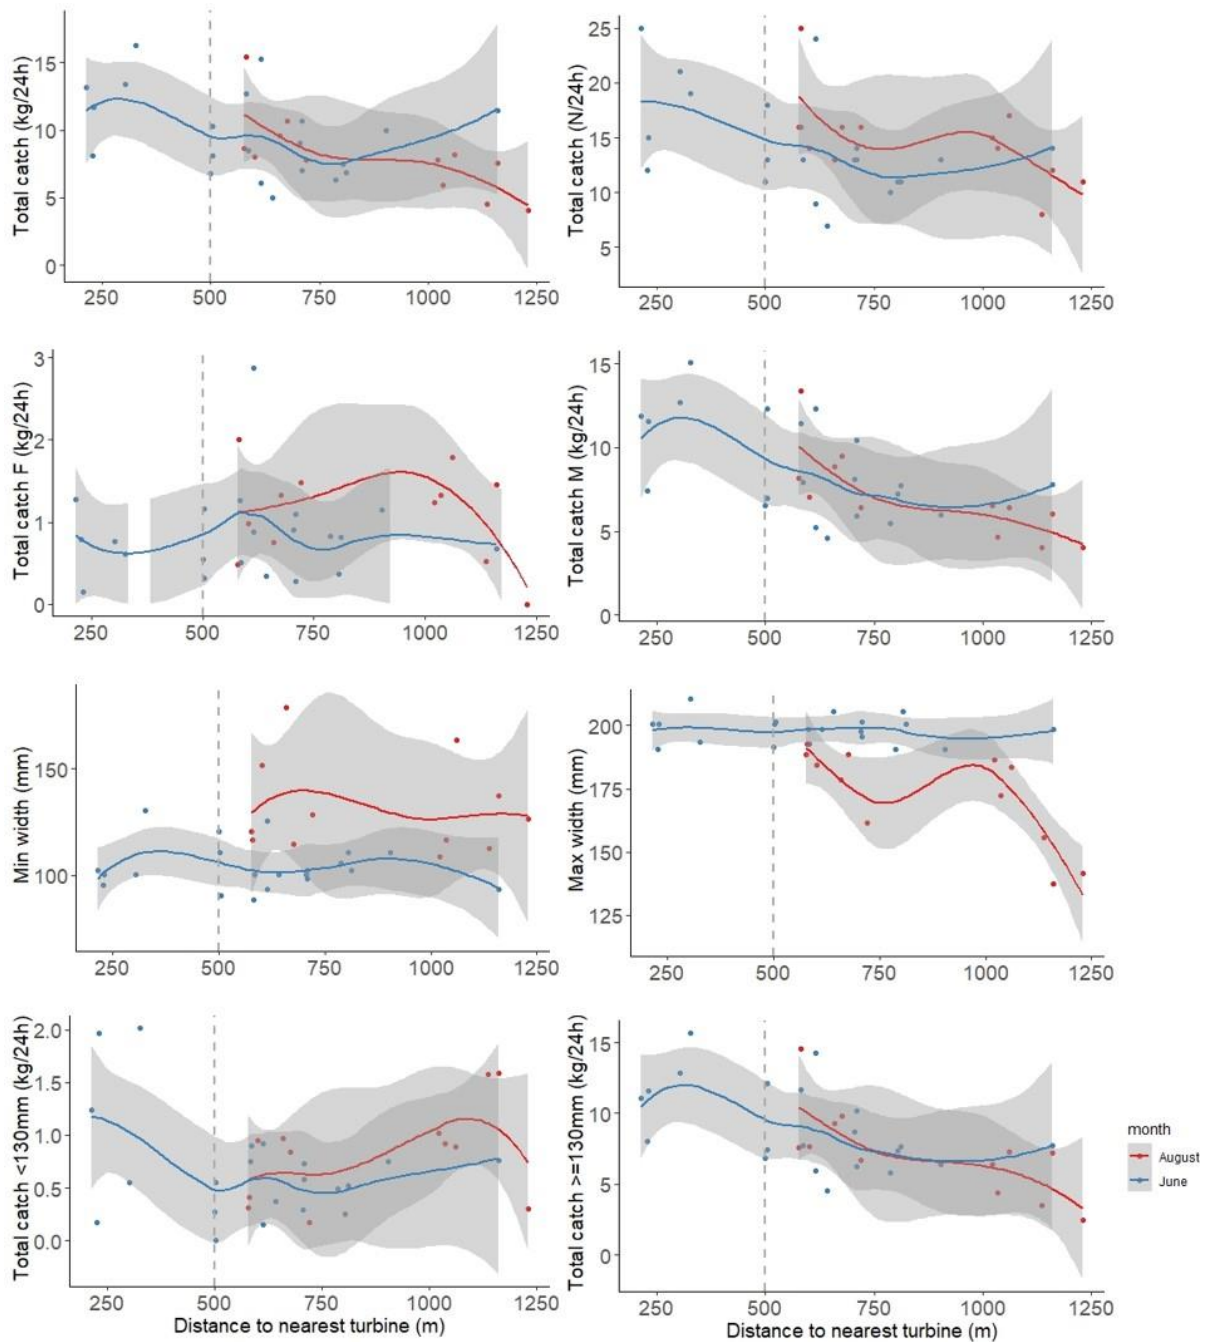 Total catch (kg/24h)
15
10
5
0
250 500 750 1000 1250
Total catch (N/24h)
25
20
15
10
5
250 500 750 1000 1250
Total catch F (kg/24h)
3
2
1
0
250 500 750 1000 1250
Total catch M (kg/24h)
15
10
5
0
250 500 750 1000 1250
Min width (mm)
150
100
250 500 750 1000 1250
Max width (mm)
200
175
150
125
250 500 750 1000 1250
Total catch <130mm (kg/24h)
2.0
1.5
1.0
0.5
0.0
250 500 750 1000 1250
Distance to nearest turbine (m)
Total catch >=130mm (kg/24h)
15
10
5
0
250 500 750 1000 1250
Distance to nearest turbine (m)
month
August
June